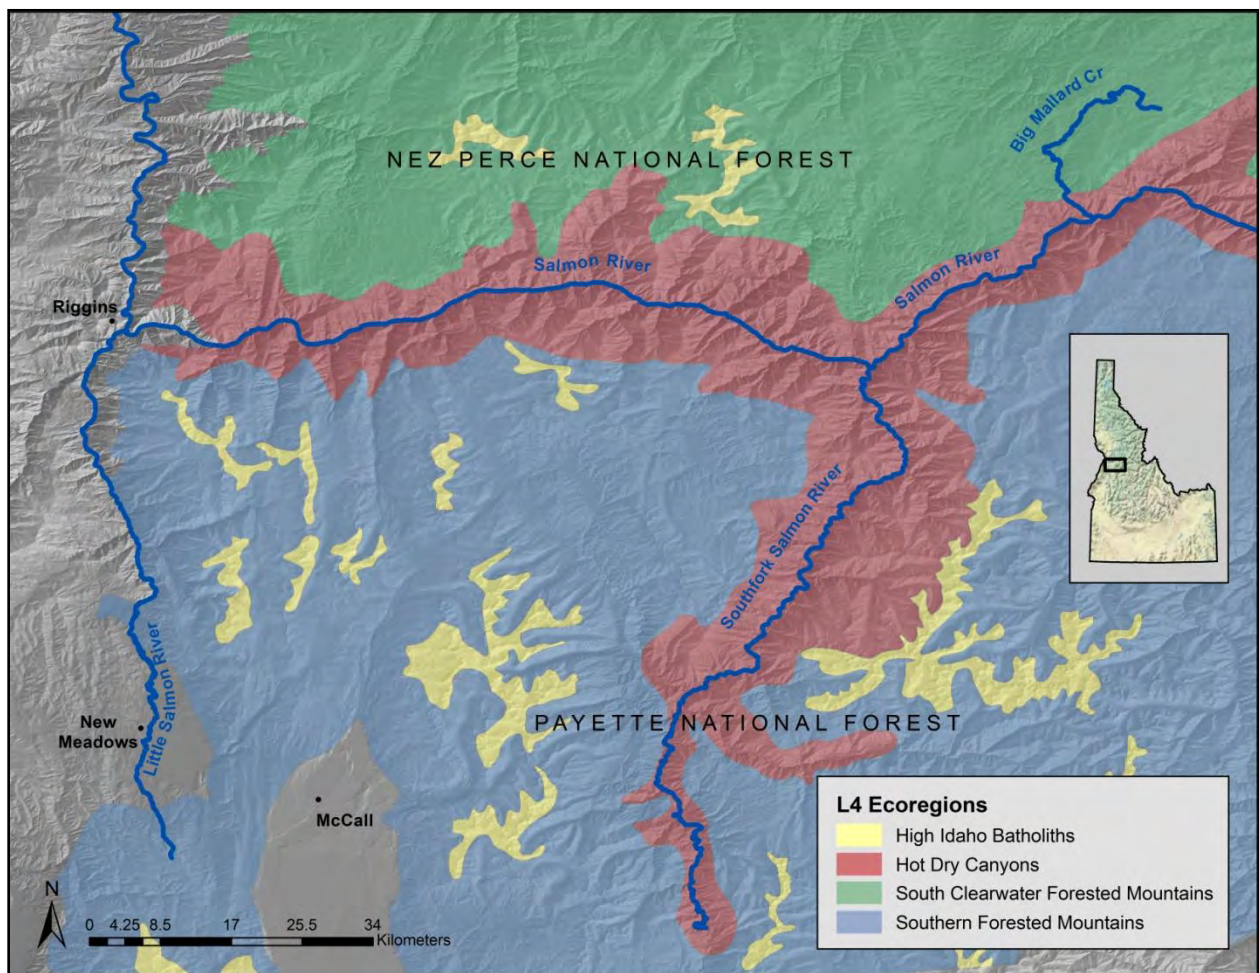 Big Mallard Cr
NEZ PERCE NATIONAL FOREST
Salmon River
Salmon River
Riggins
Southfork Salmon River
Little Salmon River
New
Meadows
PAYETTE NATIONAL FOREST
McCall
N
0 4.25 8.5 17 25.5 34
Kilometers
L4 Ecoregions
High Idaho Batholiths
Hot Dry Canyons
South Clearwater Forested Mountains
Southern Forested Mountains